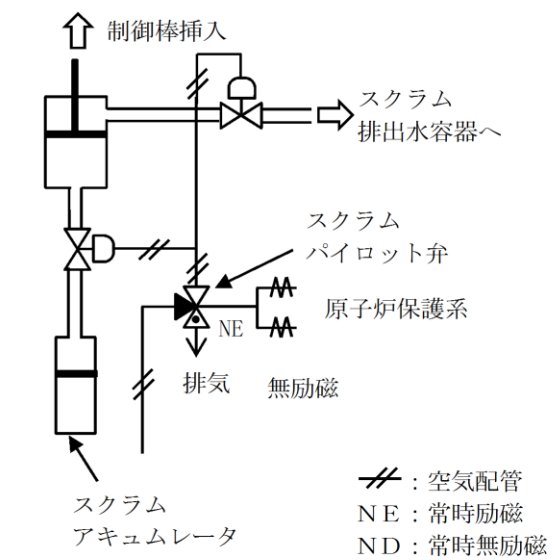 制御棒挿入
スクラム
排出水容器へ
スクラム
パイロット弁
原子炉保護系
NE
排気
無励磁
スクラム
アキュムレータ
：空気配管
ＮＥ：常時励磁
ＮＤ：常時無励磁